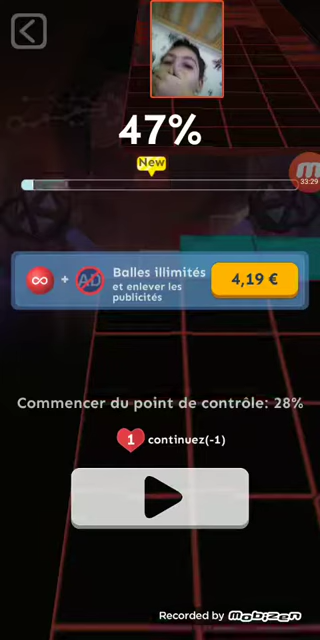 47%
New
33:29
∞ + AD Balles illimités
et enlever les
publicités
4,19 €
Commencer du point de contrôle: 28%
1 continuez(-1)
Recorded by Mobizen